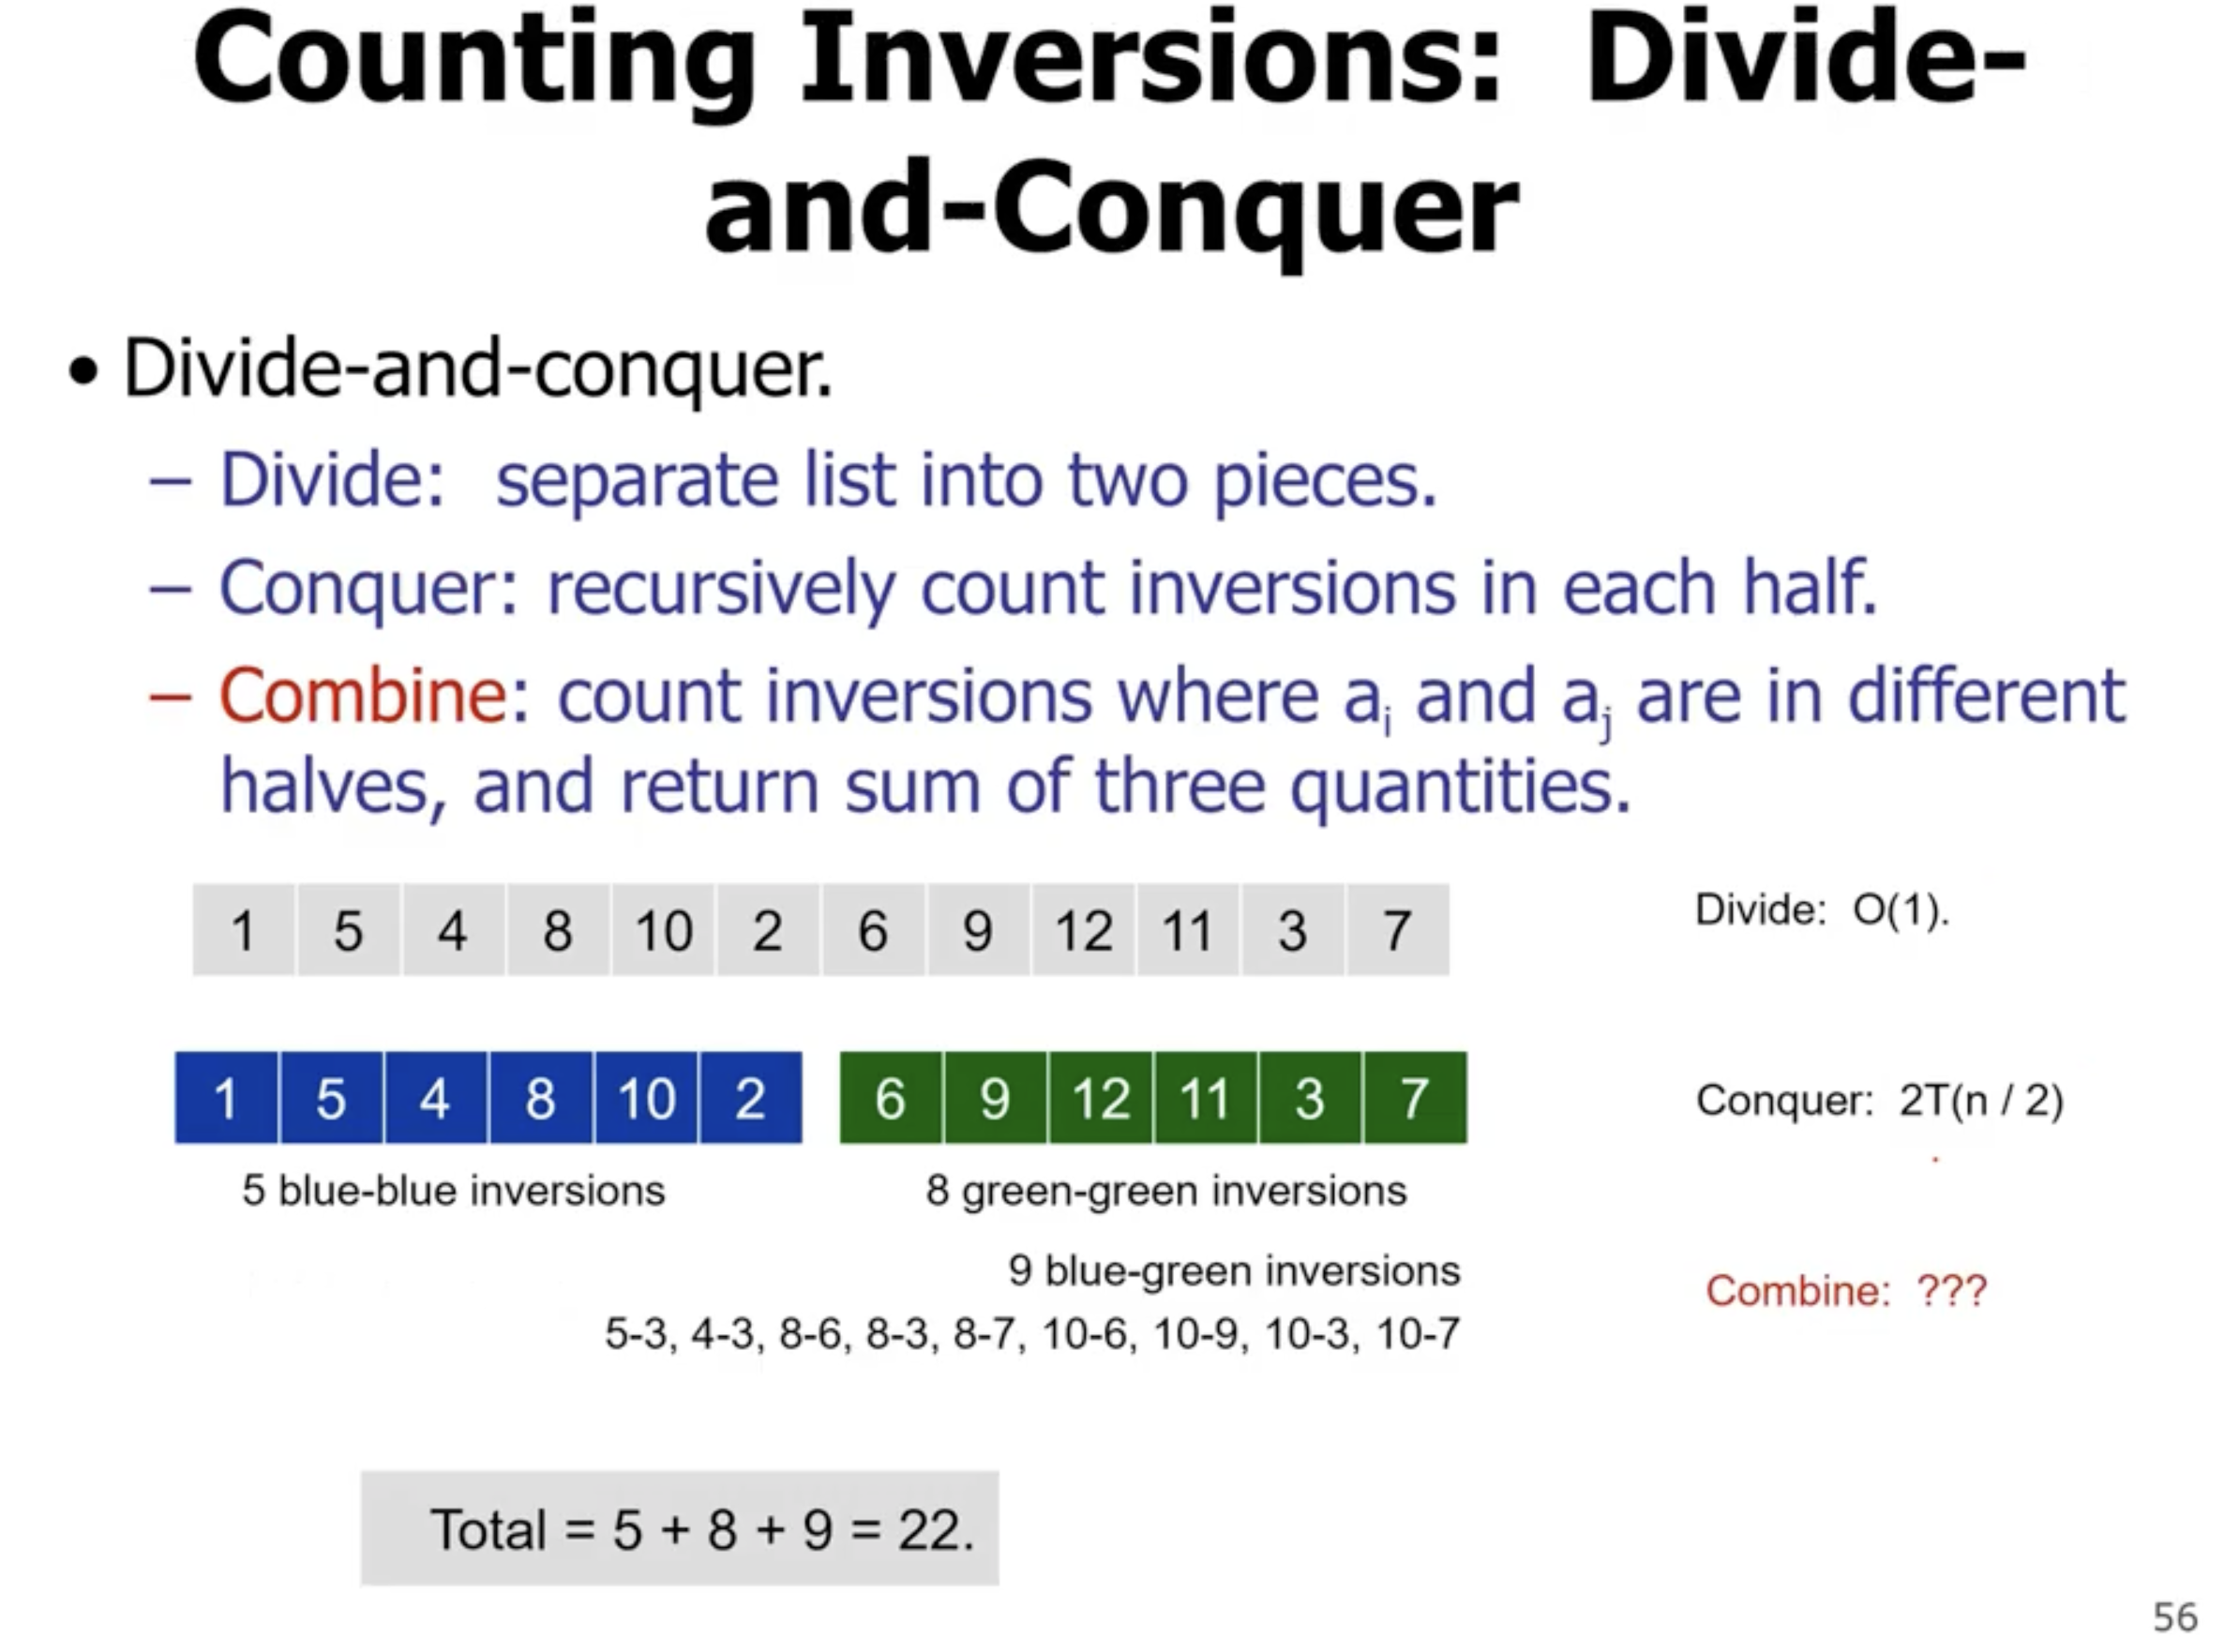 Counting Inversions: Divide-
and-Conquer
• Divide-and-conquer.
– Divide: separate list into two pieces.
– Conquer: recursively count inversions in each half.
– Combine: count inversions where aᵢ and aⱼ are in different
halves, and return sum of three quantities.
1 5 4 8 10 2 6 9 12 11 3 7
Divide: O(1).
1 5 4 8 10 2 6 9 12 11 3 7
Conquer: 2T(n / 2)
5 blue-blue inversions
8 green-green inversions
9 blue-green inversions
5-3, 4-3, 8-6, 8-3, 8-7, 10-6, 10-9, 10-3, 10-7
Combine: ???
Total = 5 + 8 + 9 = 22.
56